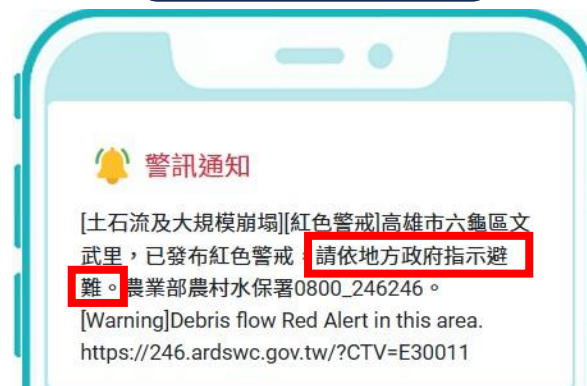 警訊通知
[土石流及大規模崩塌][紅色警戒]高雄市六龜區文
武里，已發布紅色警戒，請依地方政府指示避
難。農業部農村水保署0800_246246。
[Warning]Debris flow Red Alert in this area.
https://246.ardswc.gov.tw/?CTV=E30011